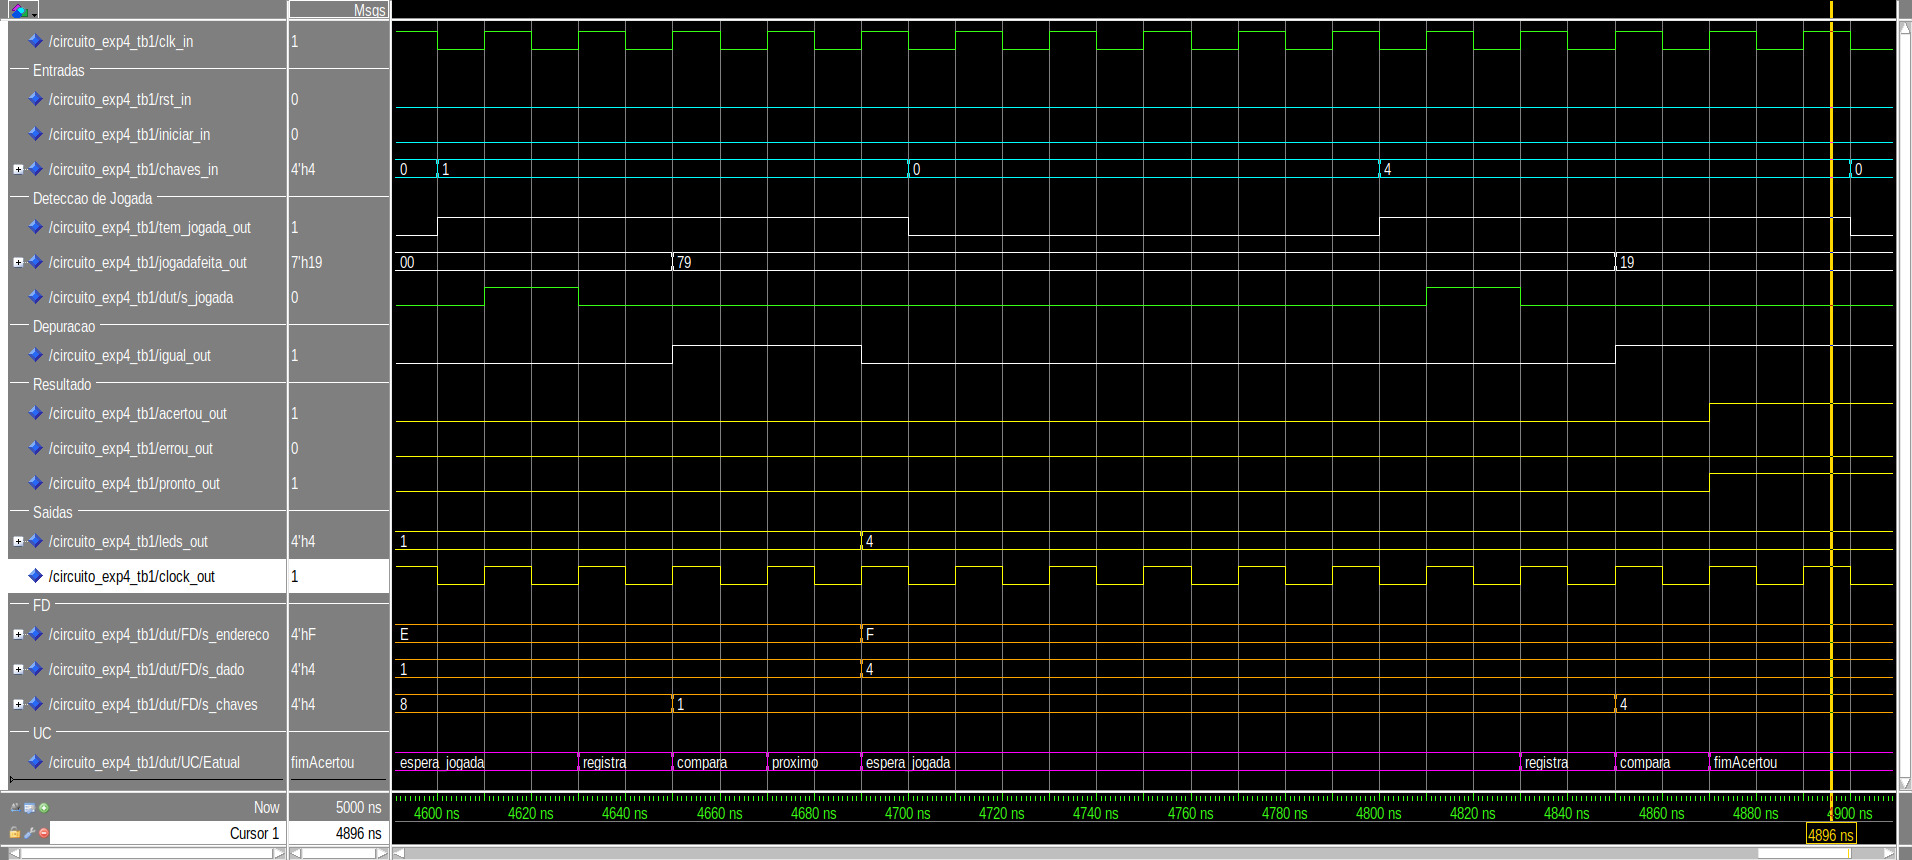 Msgs
/circuito_exp4_tb1/clk_in 1
Entradas
/circuito_exp4_tb1/rst_in 0
/circuito_exp4_tb1/iniciar_in 0
/circuito_exp4_tb1/chaves_in 4'h4 0 1 0 4 0
Deteccao de Jogada
/circuito_exp4_tb1/tem_jogada_out 1
/circuito_exp4_tb1/jogadafeita_out 7'h19 00 79 19
/circuito_exp4_tb1/dut/s_jogada 0
Depuracao
/circuito_exp4_tb1/igual_out 1
Resultado
/circuito_exp4_tb1/acertou_out 1
/circuito_exp4_tb1/errou_out 0
/circuito_exp4_tb1/pronto_out 1
Saidas
/circuito_exp4_tb1/leds_out 4'h4 1 4
/circuito_exp4_tb1/clock_out 1
FD
/circuito_exp4_tb1/dut/FD/s_endereco 4'hF E F
/circuito_exp4_tb1/dut/FD/s_dado 4'h4 1 4
/circuito_exp4_tb1/dut/FD/s_chaves 4'h4 8 1 4
UC
/circuito_exp4_tb1/dut/UC/Eatual fimAcertou espera_jogada registra compara proximo espera_jogada registra compara fimAcertou
Now 5000 ns 4600 ns 4620 ns 4640 ns 4660 ns 4680 ns 4700 ns 4720 ns 4740 ns 4760 ns 4780 ns 4800 ns 4820 ns 4840 ns 4860 ns 4880 ns 4900 ns
Cursor 1 4896 ns 4896 ns